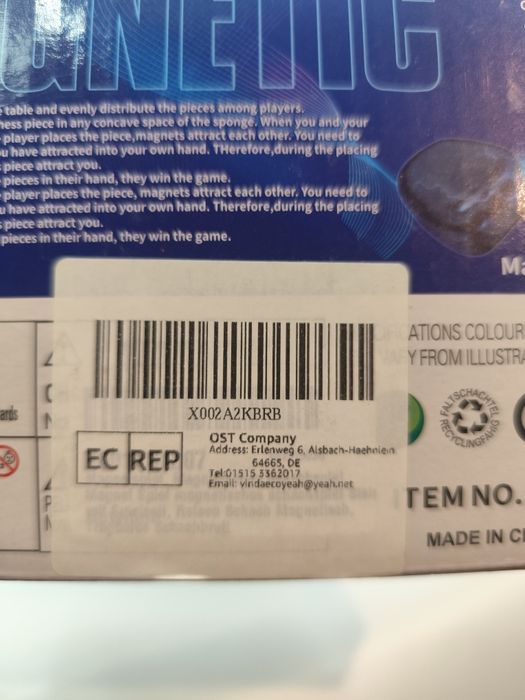 GNETIC
table and evenly distribute the pieces among players.
piece in any concave space of the sponge. When you and your
player places the piece,magnets attract each other. You need to
have attracted into your own hand. THerefore,during the placing
piece attract you.
pieces in their hand, they win the game.
player places the piece, magnets attract each other. You need to
have attracted into your own hand. Therefore,during the placing
piece attract you.
pieces in their hand, they win the game.
X002A2KBRB
EC REP
OST Company
Address: Erlenweg 6, Alsbach-Haehnlein
64665, DE
Tel:01515 3362017
Email: vindaecoyeah@yeah.net
COLOUR
FROM
FALTSCHACHTEL
RECYCLINGFÄHIG
TEM NO.
MADE IN